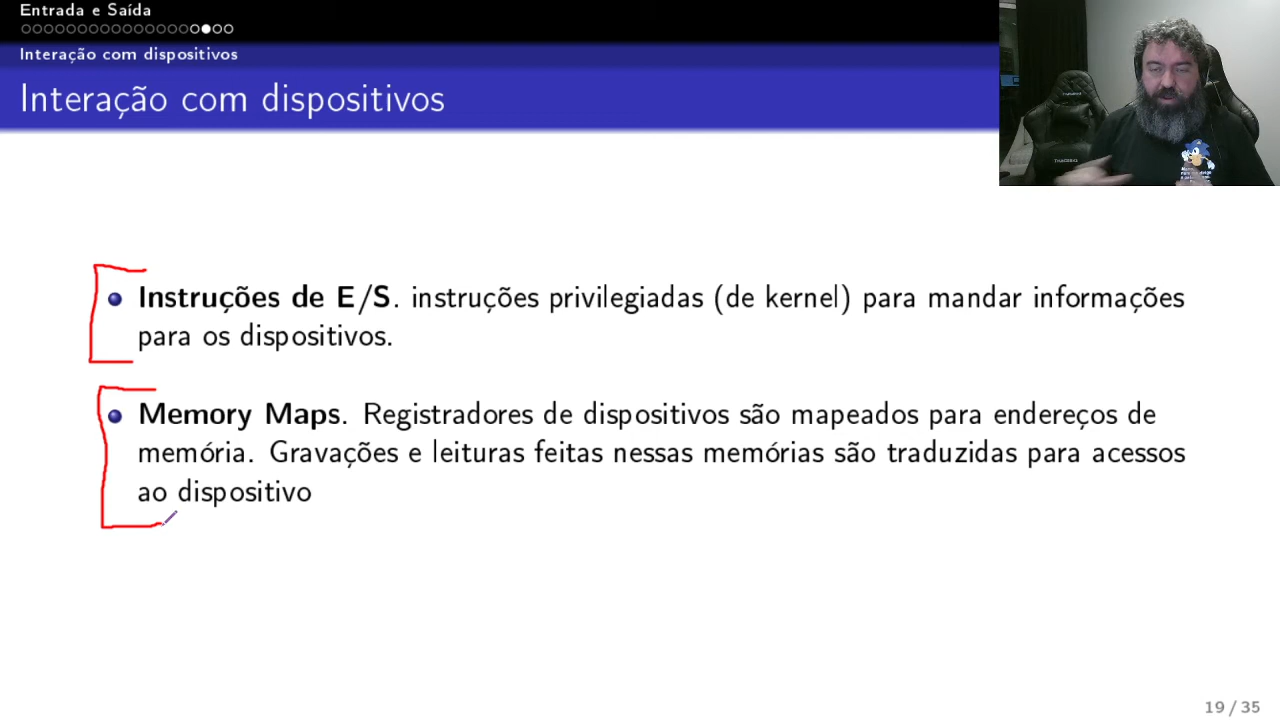 Entrada e Saída
Interação com dispositivos
Interação com dispositivos
Instruções de E/S. instruções privilegiadas (de kernel) para mandar informações
para os dispositivos.
Memory Maps. Registradores de dispositivos são mapeados para endereços de
memória. Gravações e leituras feitas nessas memórias são traduzidas para acessos
ao dispositivo
19 / 35